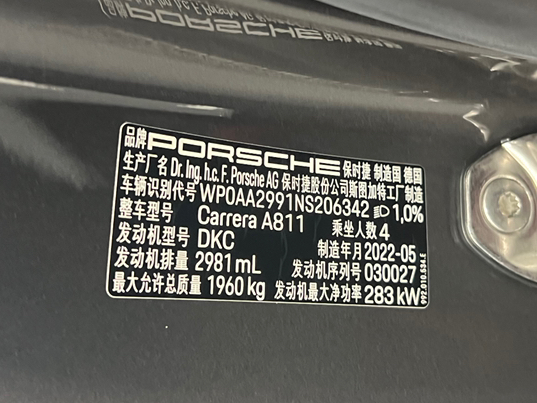 品牌 PORSCHE 保时捷 制造国 德国
生产厂名 Dr. Ing. h.c. F. Porsche AG 保时捷股份公司斯图加特工厂制造
车辆识别代号 WP0AA2991NS206342 1,0%
整车型号 Carrera A811 乘坐人数 4
发动机型号 DKC 制造年月 2022-05
发动机排量 2981 mL 发动机序列号 030027
最大允许总质量 1960 kg 发动机最大净功率 283 kW
992.010.534.E